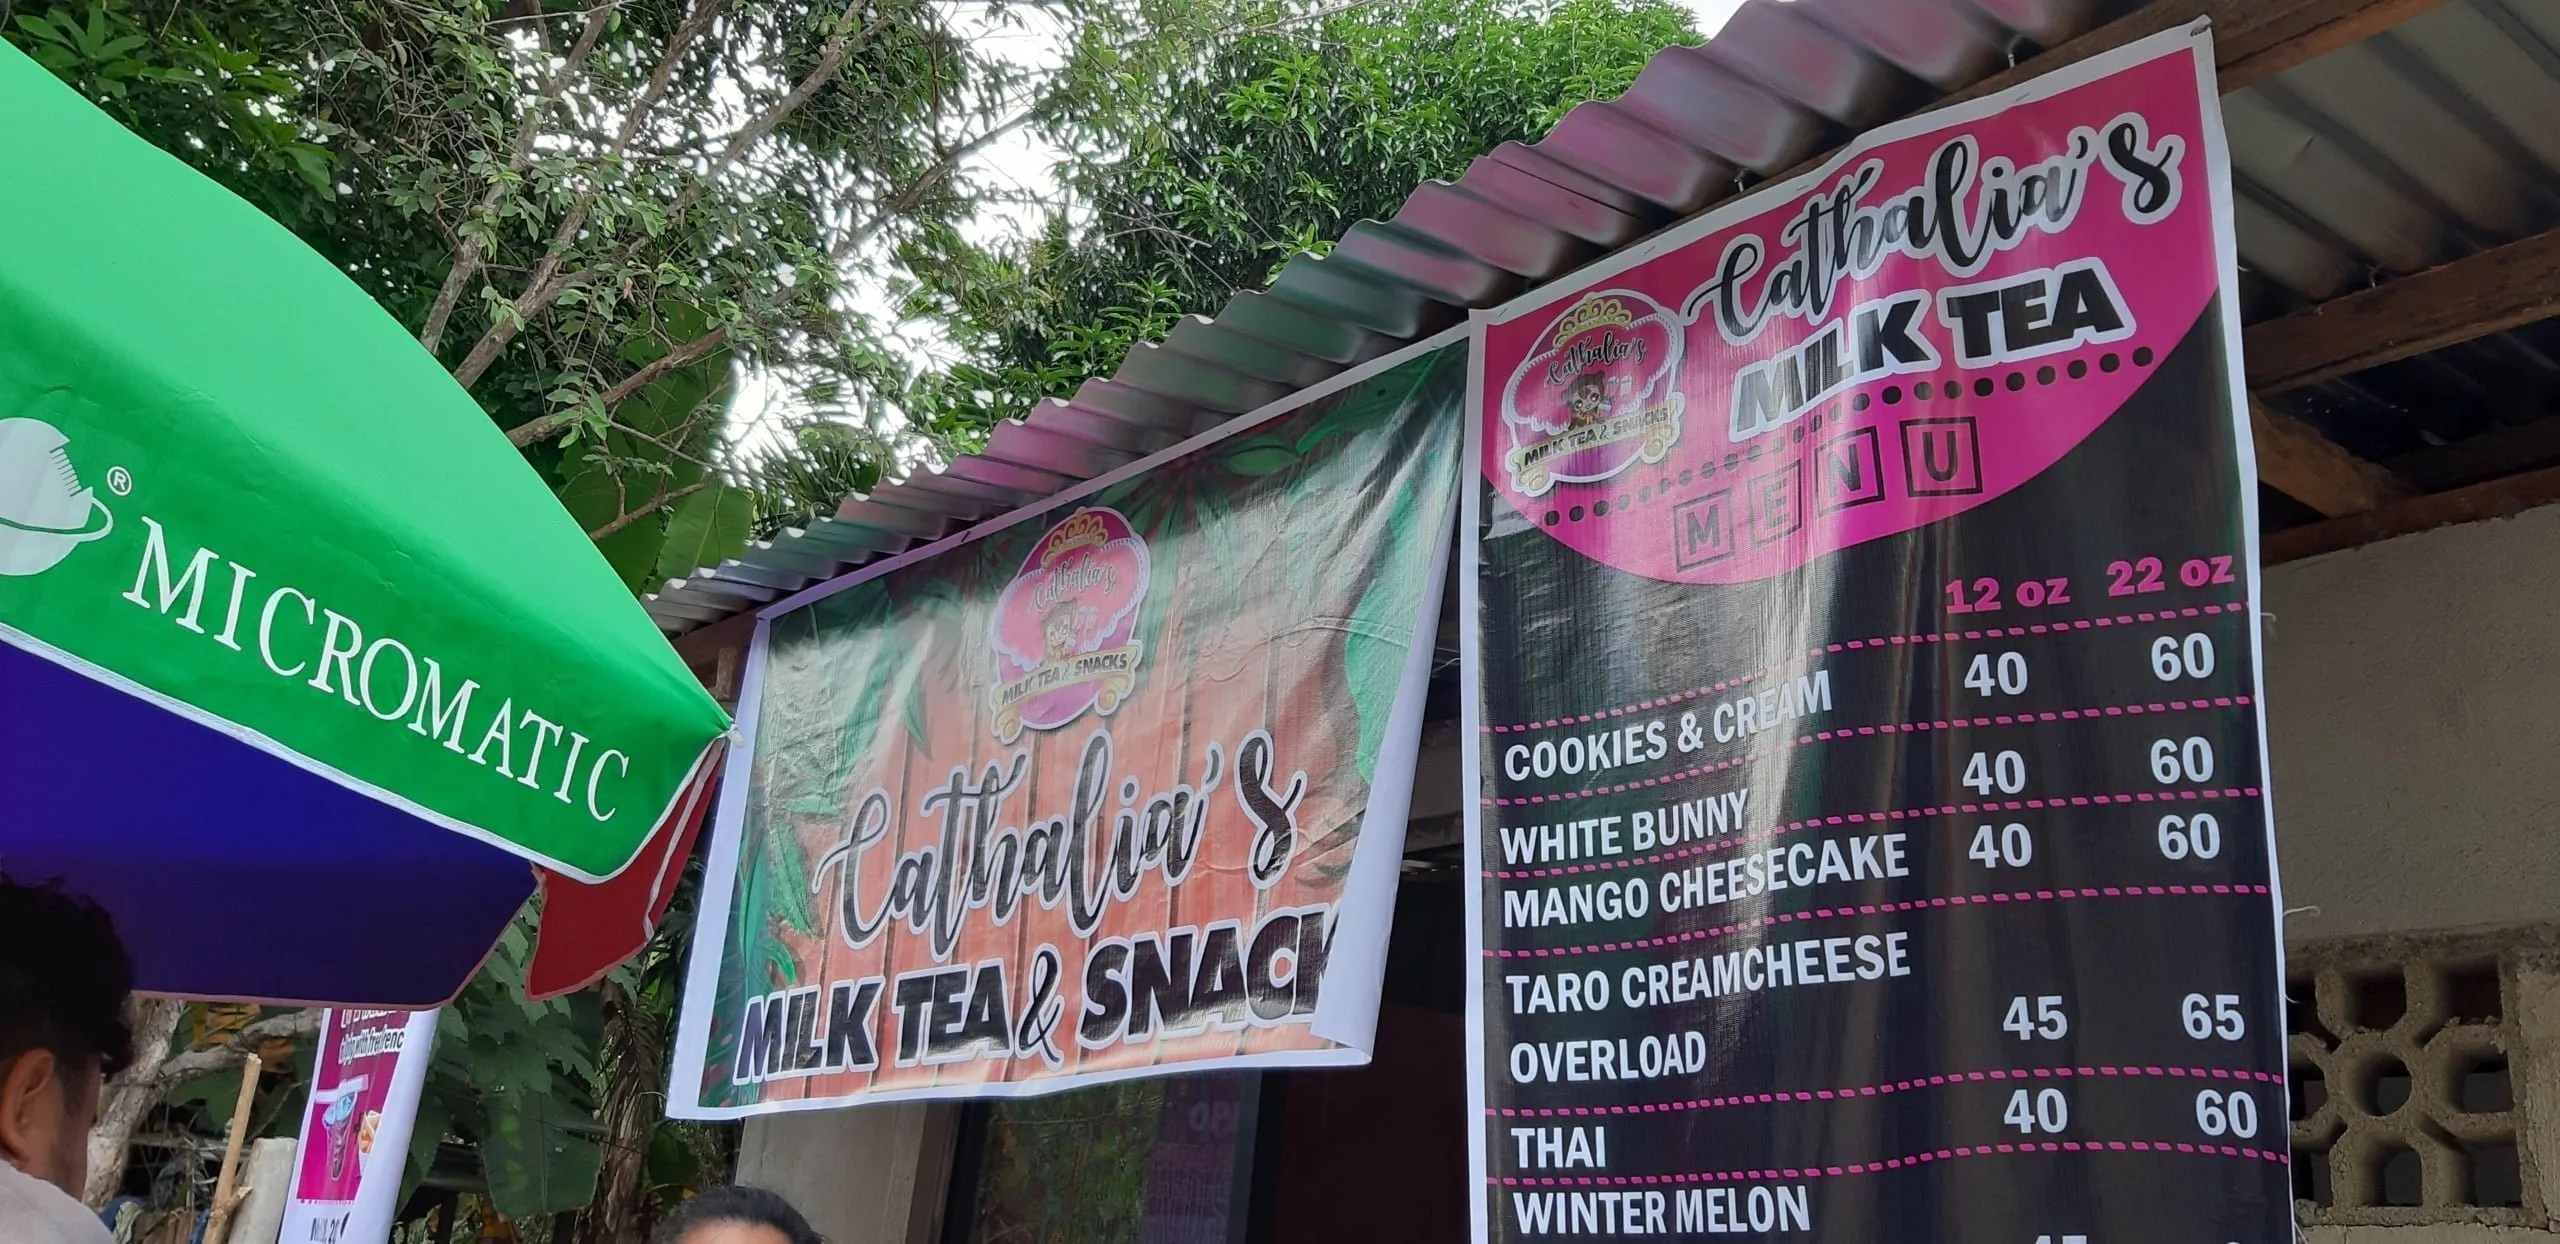 ® MICROMATIC
Cathalia's
MILK TEA & SNACKS
Cathalia's
MILK TEA & SNAC
Cathalia's
MILK TEA & SNACKS
Cathalia's
MILK TEA
MENU
12 oz 22 oz
COOKIES & CREAM 40 60
WHITE BUNNY 40 60
MANGO CHEESECAKE 40 60
TARO CREAMCHEESE
OVERLOAD 45 65
THAI 40 60
WINTER MELON